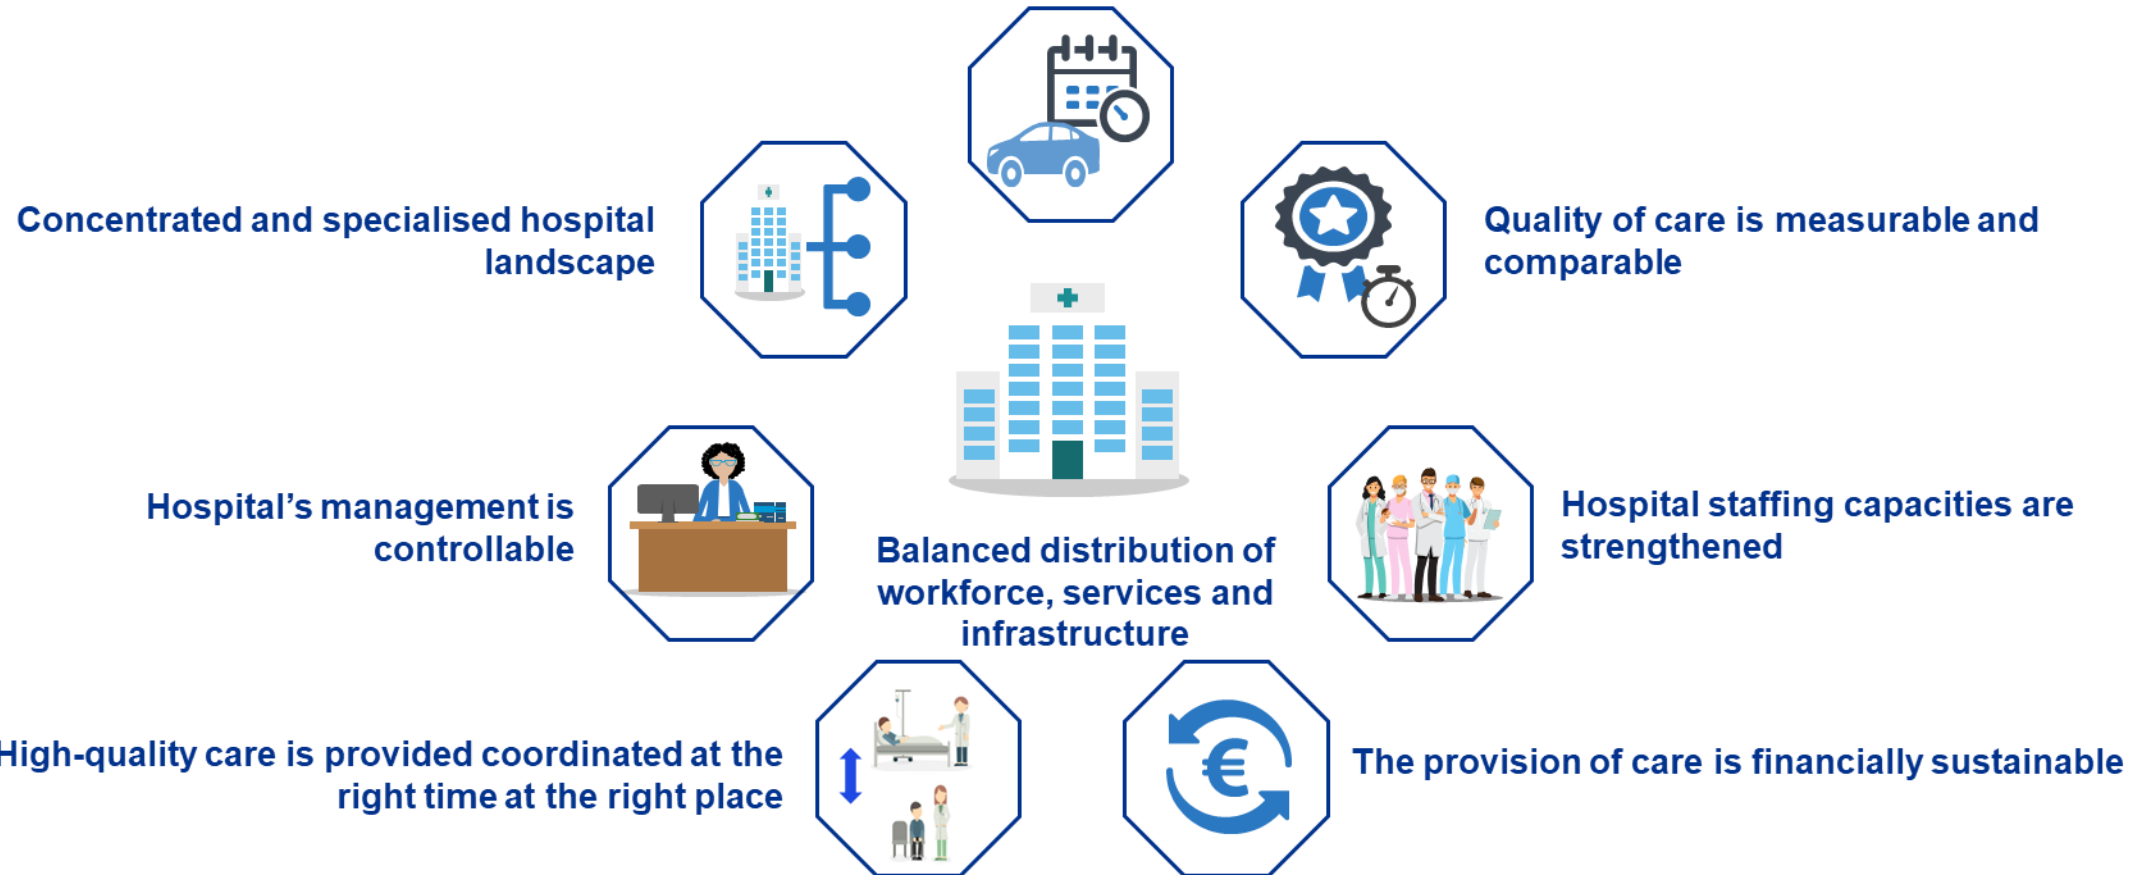 Concentrated and specialised hospital
landscape
Quality of care is measurable and
comparable
Hospital's management is
controllable
Balanced distribution of
workforce, services and
infrastructure
Hospital staffing capacities are
strengthened
High-quality care is provided coordinated at the
right time at the right place
The provision of care is financially sustainable